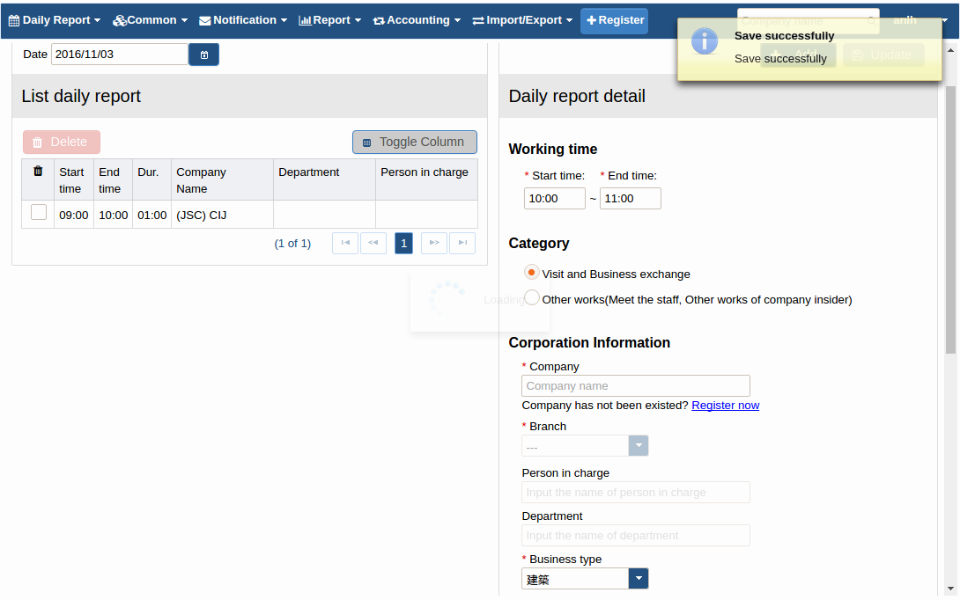 Daily Report Common Notification Report Accounting Import/Export Register Company name anlh
Save successfully
Save successfully
Add Update
Date 2016/11/03
List daily report
Delete Toggle Column
Start time End time Dur. Company Name Department Person in charge
09:00 10:00 01:00 (JSC) CIJ
(1 of 1) 1
Loading
Daily report detail
Working time
* Start time: * End time:
10:00 ~ 11:00
Category
Visit and Business exchange
Other works(Meet the staff, Other works of company insider)
Corporation Information
* Company
Company name
Company has not been existed? Register now
* Branch
---
Person in charge
Input the name of person in charge
Department
Input the name of department
* Business type
建築